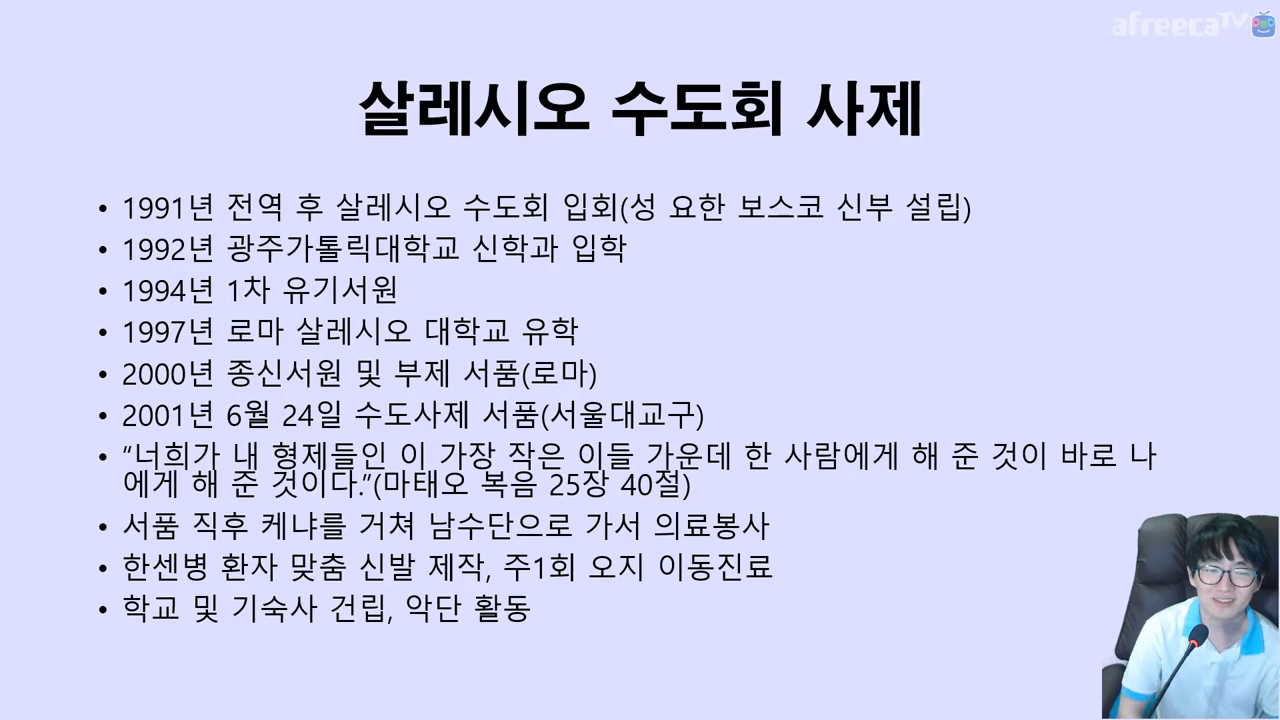 afreecaTV
살레시오 수도회 사제
• 1991년 전역 후 살레시오 수도회 입회(성 요한 보스코 신부 설립)
• 1992년 광주가톨릭대학교 신학과 입학
• 1994년 1차 유기서원
• 1997년 로마 살레시오 대학교 유학
• 2000년 종신서원 및 부제 서품(로마)
• 2001년 6월 24일 수도사제 서품(서울대교구)
• “너희가 내 형제들인 이 가장 작은 이들 가운데 한 사람에게 해 준 것이 바로 나
에게 해 준 것이다.”(마태오 복음 25장 40절)
• 서품 직후 케냐를 거쳐 남수단으로 가서 의료봉사
• 한센병 환자 맞춤 신발 제작, 주1회 오지 이동진료
• 학교 및 기숙사 건립, 악단 활동